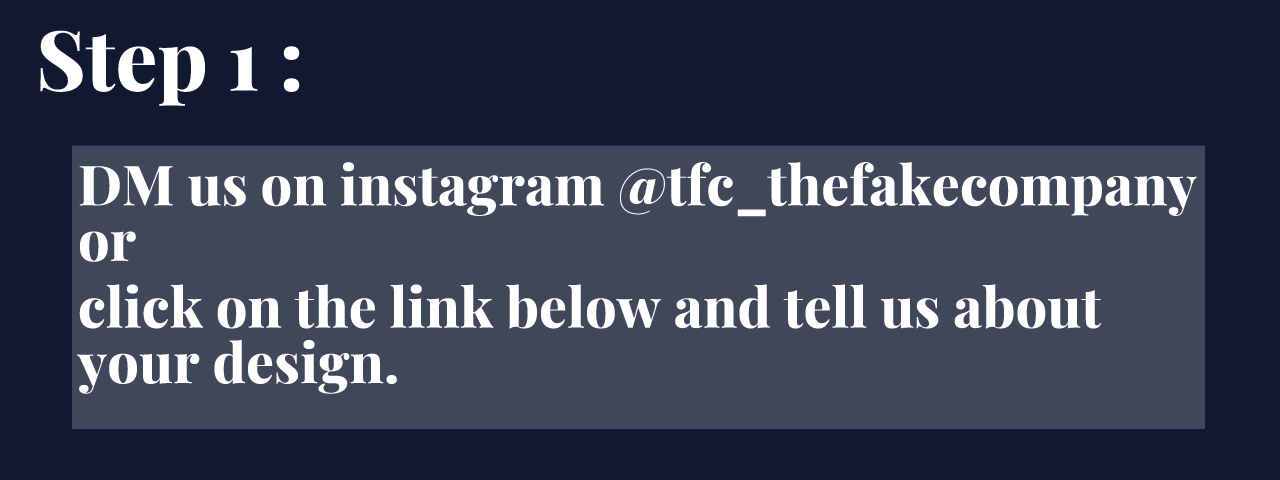 Step 1 :
DM us on instagram @tfc_thefakecompany
or
click on the link below and tell us about
your design.